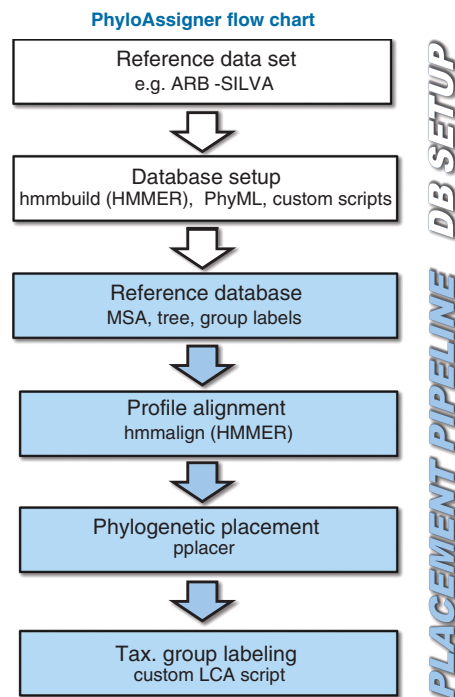 PhyloAssigner flow chart
Reference data set
e.g. ARB -SILVA
Database setup
hmmbuild (HMMER), PhyML, custom scripts
Reference database
MSA, tree, group labels
Profile alignment
hmmalign (HMMER)
Phylogenetic placement
pplacer
Tax. group labeling
custom LCA script
DB SETUP
PLACEMENT PIPELINE